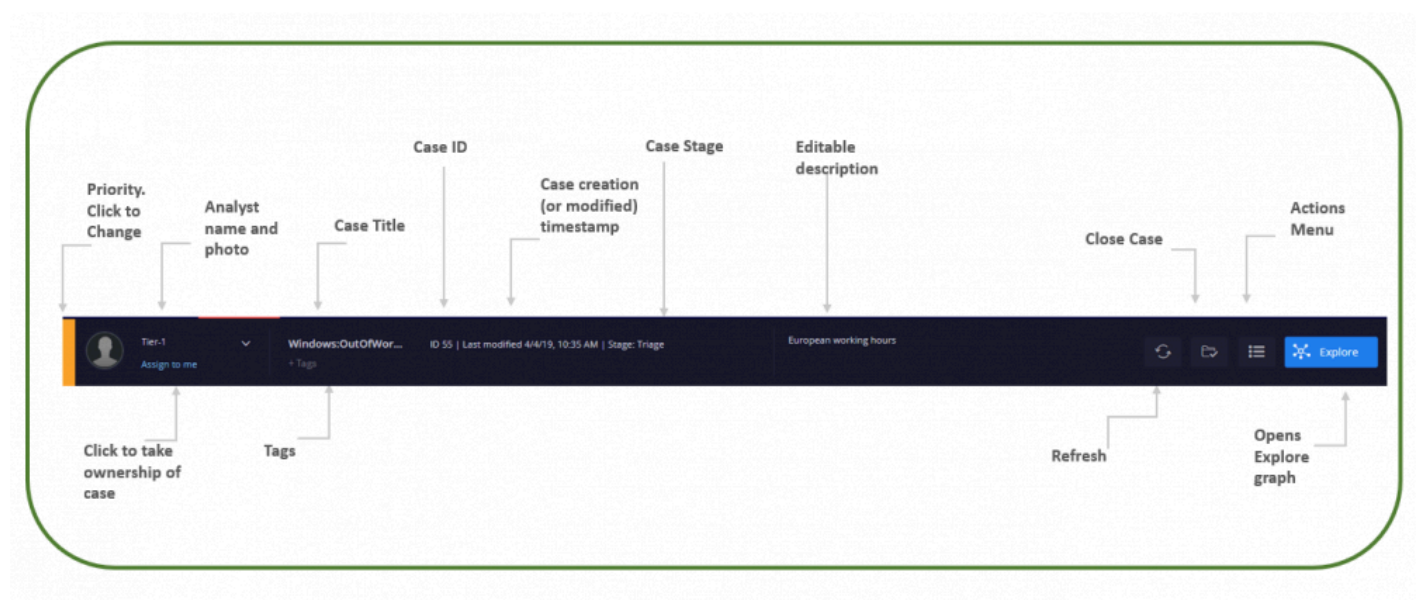 Case ID
Case Stage
Editable
description
Priority.
Click to
Change
Analyst
name and
photo
Case Title
Case creation
(or modified)
timestamp
Close Case
Actions
Menu
Tier-1
Assign to me
Windows:OutOfWor...
+ Tags
ID 55 | Last modified 4/4/19, 10:35 AM | Stage: Triage
European working hours
Explore
Click to take
ownership of
case
Tags
Refresh
Opens
Explore
graph